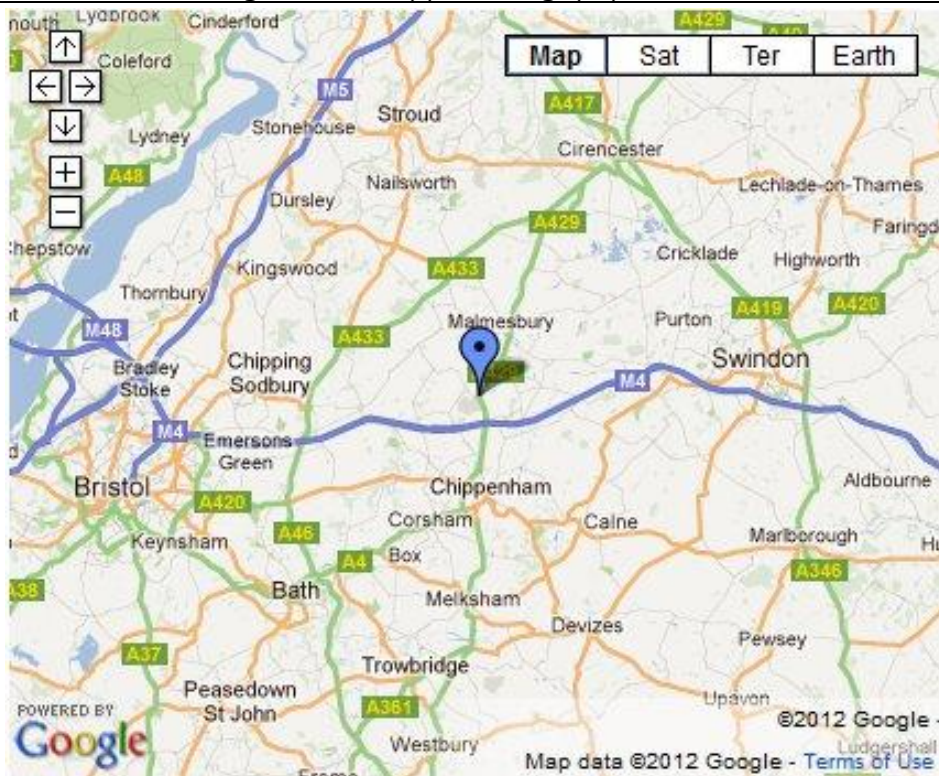 Lydbrook
Cinderford
A429
Coleford
Map Sat Ter Earth
M5
A417
Stroud
Lydney
Stonehouse
Cirencester
A48
Nailsworth
Lechlade-on-Thames
Dursley
A429
Faringd
Chepstow
Cricklade
Highworth
Kingswood
A433
Thornbury
A419
A420
M48
A433
Malmesbury
Purton
Bradley
Stoke
Chipping
Sodbury
Swindon
M4
M4
Emersons
Green
Aldbourne
Bristol
Chippenham
A420
Corsham
Calne
Keynsham
A46
Marlborough
Hu
A4
Box
A346
A38
Bath
Melksham
Devizes
Pewsey
A37
Trowbridge
Peasedown
St John
A361
Upavon
POWERED BY
Google
©2012 Google -
Westbury
Ludgershall
Map data ©2012 Google - Terms of Use